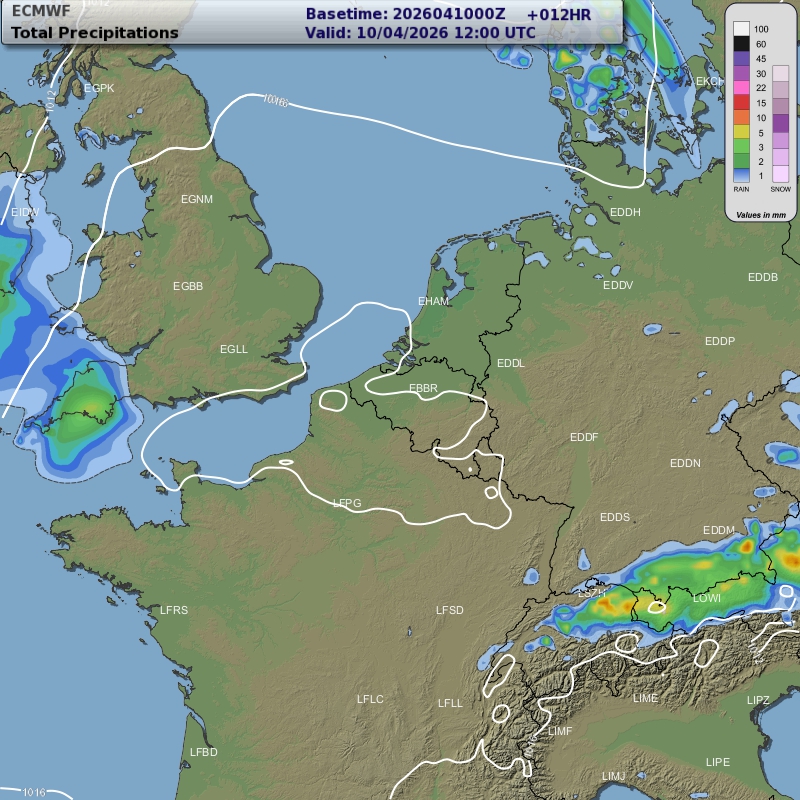 ECMWF
Basetime: 2026041000Z +012HR
Total Precipitations
Valid: 10/04/2026 12:00 UTC
1012
EGPK
EKCH
100
60
45
30
22
15
10
5
3
2
1
RAIN
SNOW
Values in mm
EIDW
EGNM
EDDH
EGBB
EDDV
EDDB
EHAM
EGLL
EDDP
EDDL
EBBR
EDDF
EDDN
LFPG
EDDS
EDDM
LSZH
LOWI
LFRS
LFSD
LFLC
LFLL
LIME
LIPZ
LIMF
LFBD
LIPE
LIMJ
1016